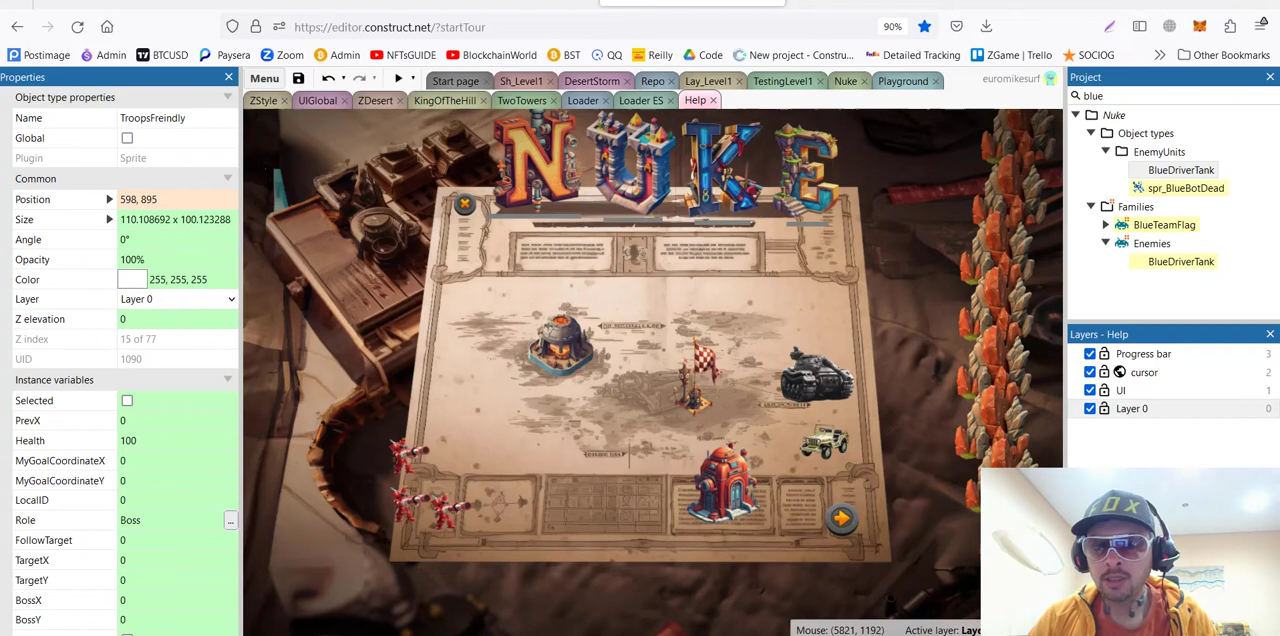 https://editor.construct.net/?startTour
90%
Postimage Admin BTCUSD Paysera Zoom Admin NFTsGUIDE BlockchainWorld BST QQ Reilly Code New project - Constru... Detailed Tracking ZGame | Trello SOCIOG Other Bookmarks
Properties
Menu
Start page Sh_Level1 DesertStorm Repo Lay_Level1 TestingLevel1 Nuke Playground
euromikesurf
ZStyle UIGlobal ZDesert KingOfTheHill TwoTowers Loader Loader ES Help
Object type properties
Name TroopsFreindly
Global
Plugin Sprite
Common
Position 598, 895
Size 110.108692 x 100.123288
Angle 0°
Opacity 100%
Color 255, 255, 255
Layer Layer 0
Z elevation 0
Z index 15 of 77
UID 1090
Instance variables
Selected
PrevX 0
Health 100
MyGoalCoordinateX 0
MyGoalCoordinateY 0
LocalID 0
Role Boss ...
FollowTarget 0
TargetX 0
TargetY 0
BossX 0
BossY 0
NUKE
Mouse: (5821, 1192) Active layer: Laye
Project
blue
Nuke
Object types
EnemyUnits
BlueDriverTank
spr_BlueBotDead
Families
BlueTeamFlag
Enemies
BlueDriverTank
Layers - Help
Progress bar 3
cursor 2
UI 1
Layer 0 0
FOX